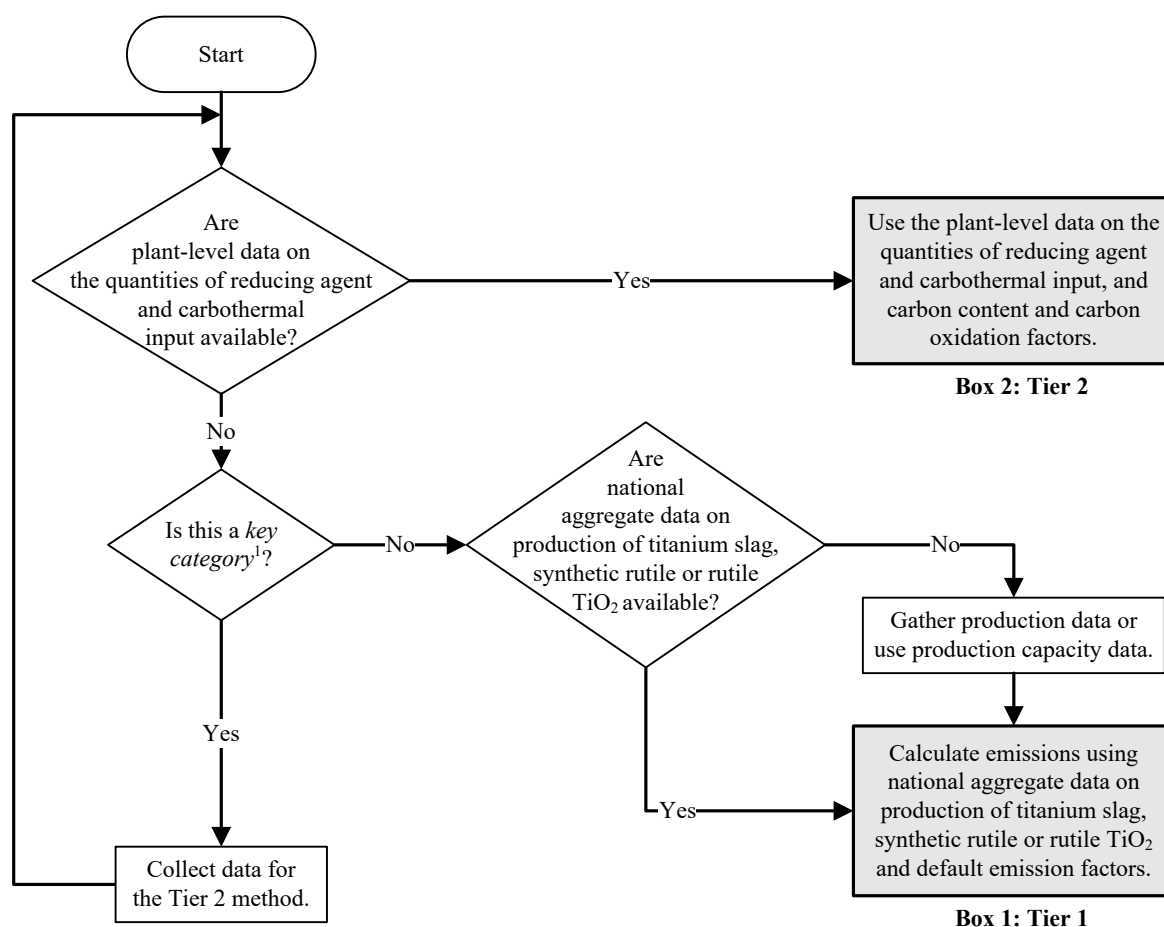 Start
Are
plant-level data on
the quantities of reducing agent
and carbothermal
input available?
Yes
Use the plant-level data on the
quantities of reducing agent
and carbothermal input, and
carbon content and carbon
oxidation factors.
Box 2: Tier 2
No
Is this a key
category¹?
No
Are
national
aggregate data on
production of titanium slag,
synthetic rutile or rutile
TiO₂ available?
No
Gather production data or
use production capacity data.
Yes
Yes
Calculate emissions using
national aggregate data on
production of titanium slag,
synthetic rutile or rutile TiO₂
and default emission factors.
Box 1: Tier 1
Collect data for
the Tier 2 method.